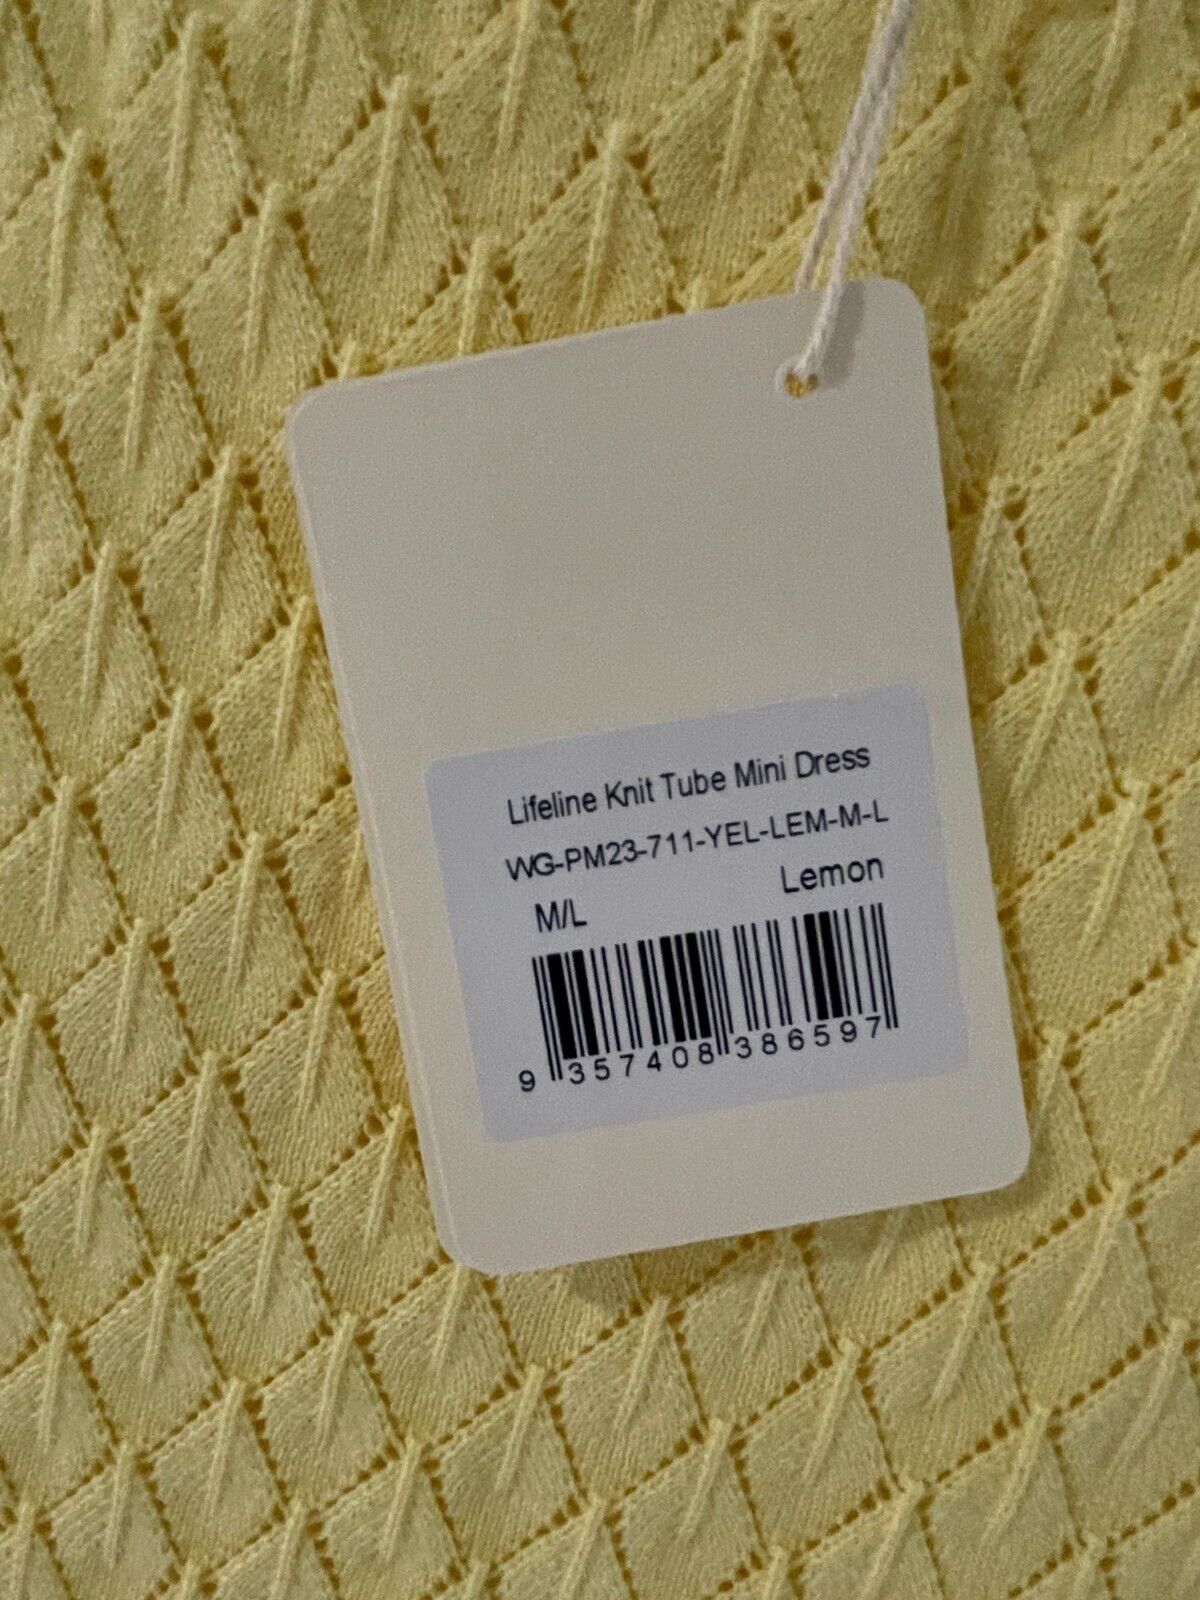 Lifeline Knit Tube Mini Dress
WG-PM23-711-YEL-LEM-M-L
M/L Lemon
9 357408 386597